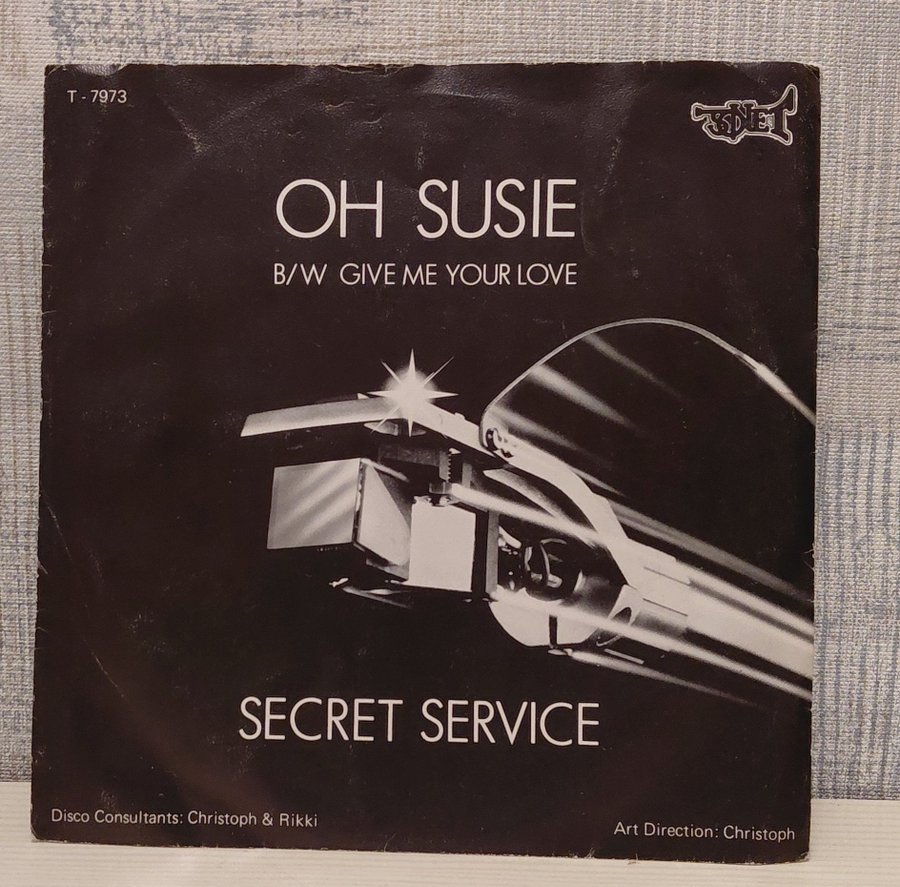 T - 7973
OH SUSIE
B/W GIVE ME YOUR LOVE
SECRET SERVICE
Disco Consultants: Christoph & Rikki
Art Direction: Christoph